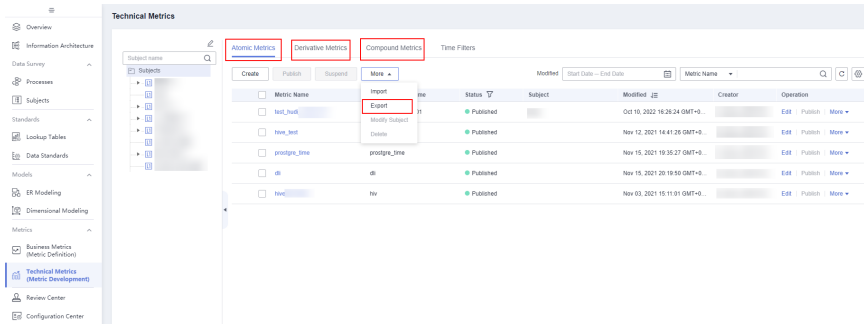 Technical Metrics
Overview
Information Architecture
Data Survey
Processes
Subjects
Standards
Lookup Tables
Data Standards
Models
ER Modeling
Dimensional Modeling
Metrics
Business Metrics
(Metric Definition)
Technical Metrics
(Metric Development)
Review Center
Configuration Center
Subject name
Subjects
Atomic Metrics Derivative Metrics Compound Metrics Time Filters
Create Publish Suspend More Modified Start Date -- End Date Metric Name
Import
Export
Modify Subject
Delete
Metric Name me Status Subject Modified Creator Operation
test_hudi 01 Published Oct 10, 2022 16:26:24 GMT+0... Edit Publish More
hive_test Published Nov 12, 2021 14:41:26 GMT+0... Edit Publish More
prostgre_time prostgre_time Published Nov 15, 2021 19:35:27 GMT+0... Edit Publish More
dli dli Published Nov 15, 2021 20:19:50 GMT+0... Edit Publish More
hive hiv Published Nov 03, 2021 15:11:01 GMT+0... Edit Publish More